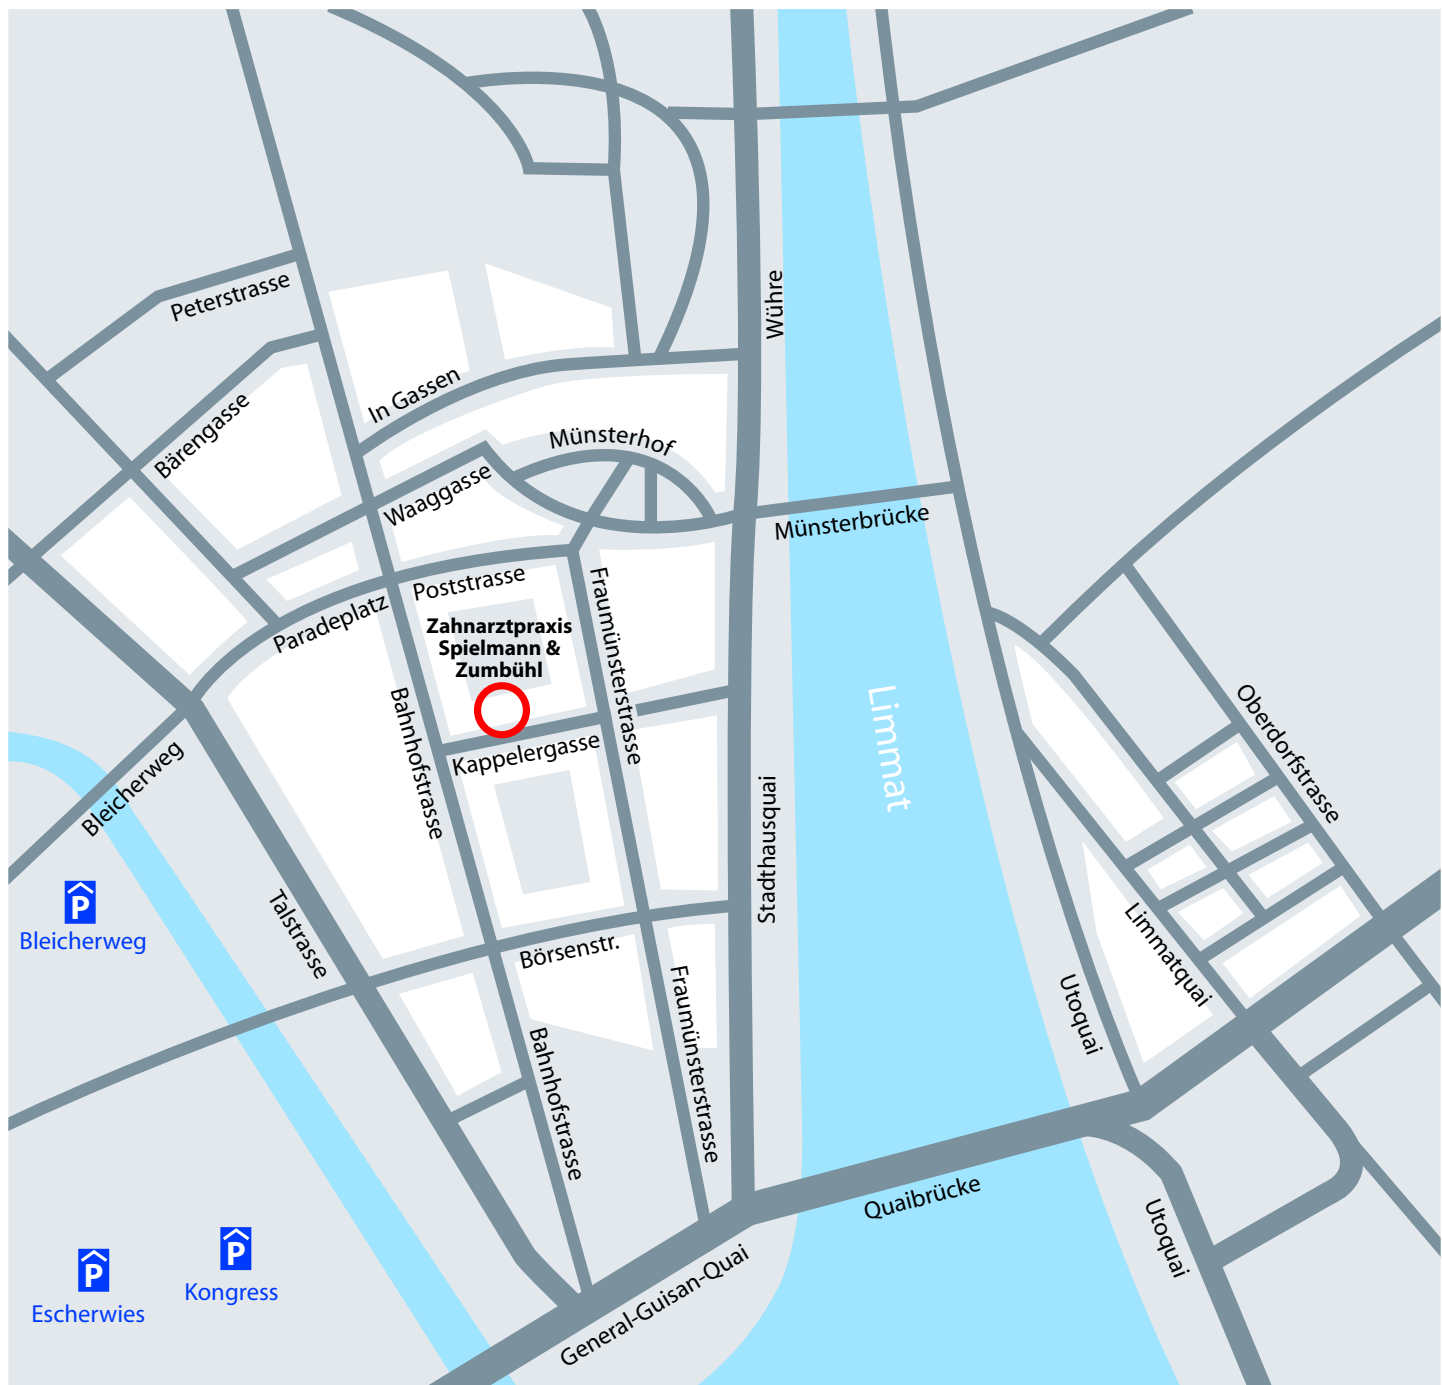 Peterstrasse
Wühre
In Gassen
Bärengasse
Münsterhof
Waaggasse
Münsterbrücke
Poststrasse
Paradeplatz
Fraumünsterstrasse
Zahnarztpraxis
Spielmann &
Zumbühl
Bahnhofstrasse
Kappelergasse
Limmat
Oberdorfstrasse
Bleicherweg
Stadthausquai
P
Bleicherweg
Talstrasse
Börsenstr.
Limmatquai
Utoquai
Fraumünsterstrasse
Bahnhofstrasse
Quaibrücke
Utoquai
P
Kongress
P
Escherwies
General-Guisan-Quai